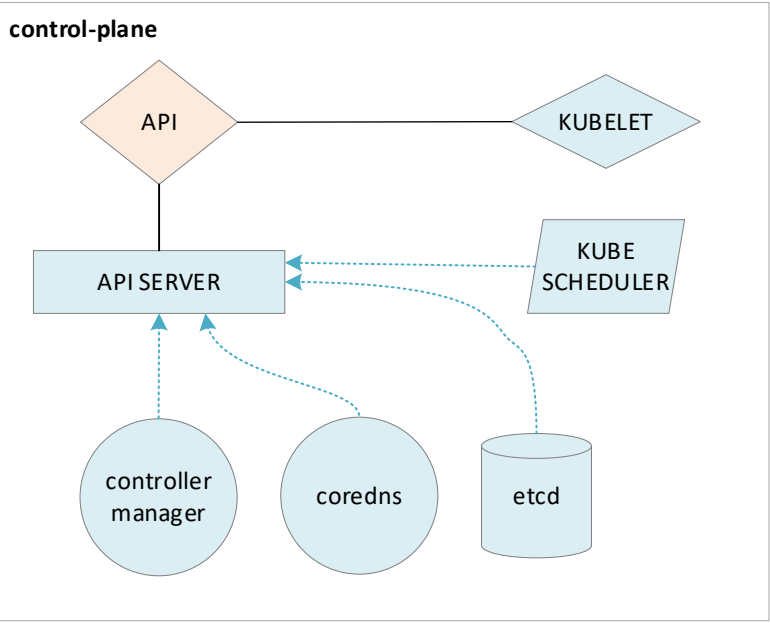 control-plane
API
KUBELET
API SERVER
KUBE
SCHEDULER
controller
manager
coredns
etcd